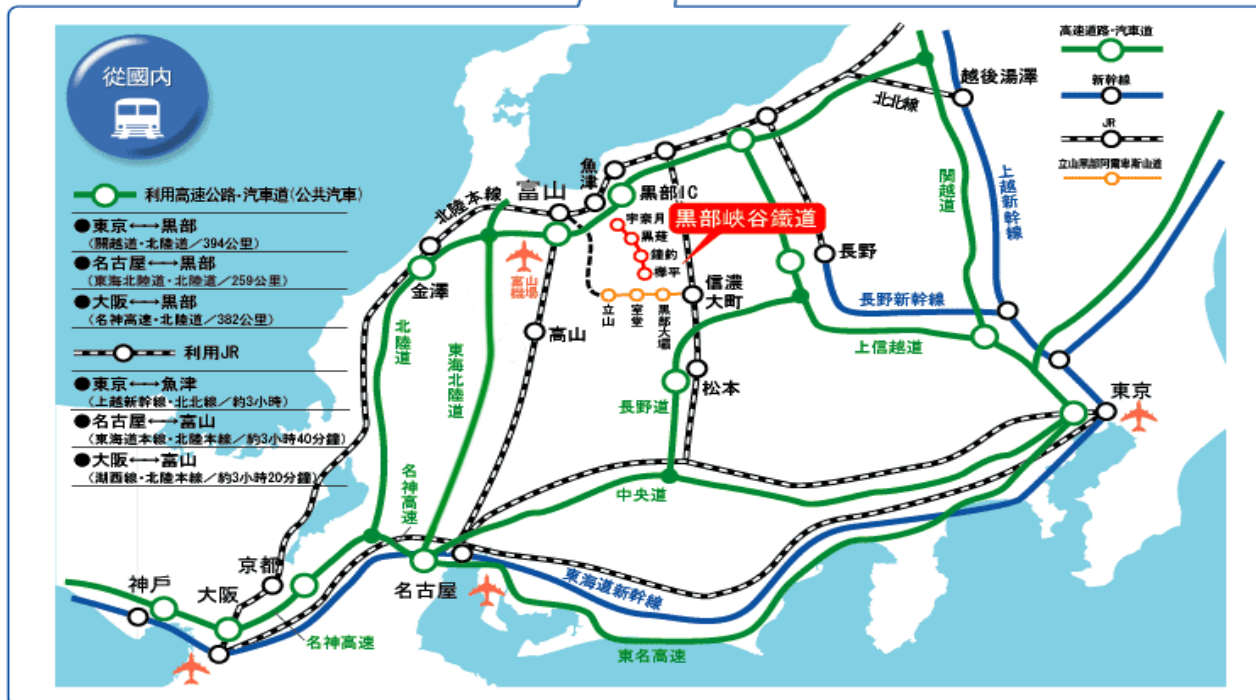 從國內
利用高速公路・汽車道(公共汽車)
●東京←→黑部
(關越道・北陸道/394公里)
●名古屋←→黑部
(東海北陸道・北陸道/259公里)
●大阪←→黑部
(名神高速・北陸道/382公里)
利用JR
●東京←→魚津
(上越新幹線・北北線/約3小時)
●名古屋←→富山
(東海道本線・北陸本線/約3小時40分鐘)
●大阪←→富山
(湖西線・北陸本線/約3小時20分鐘)
高速道路・汽車道
新幹線
JR
立山黑部阿爾卑斯山道
越後湯澤
北北線
関越道
上越新幹線
魚津
富山
北陸本線
黒部IC
宇奈月
黒薙
鐘釣
欅平
黒部峽谷鐵道
富山機場
金澤
長野
信濃大町
立山
室堂
黒部大壩
長野新幹線
高山
北陸道
東海北陸道
上信越道
松本
長野道
東京
中央道
名神高速
京都
神戶
大阪
名古屋
東海道新幹線
名神高速
東名高速